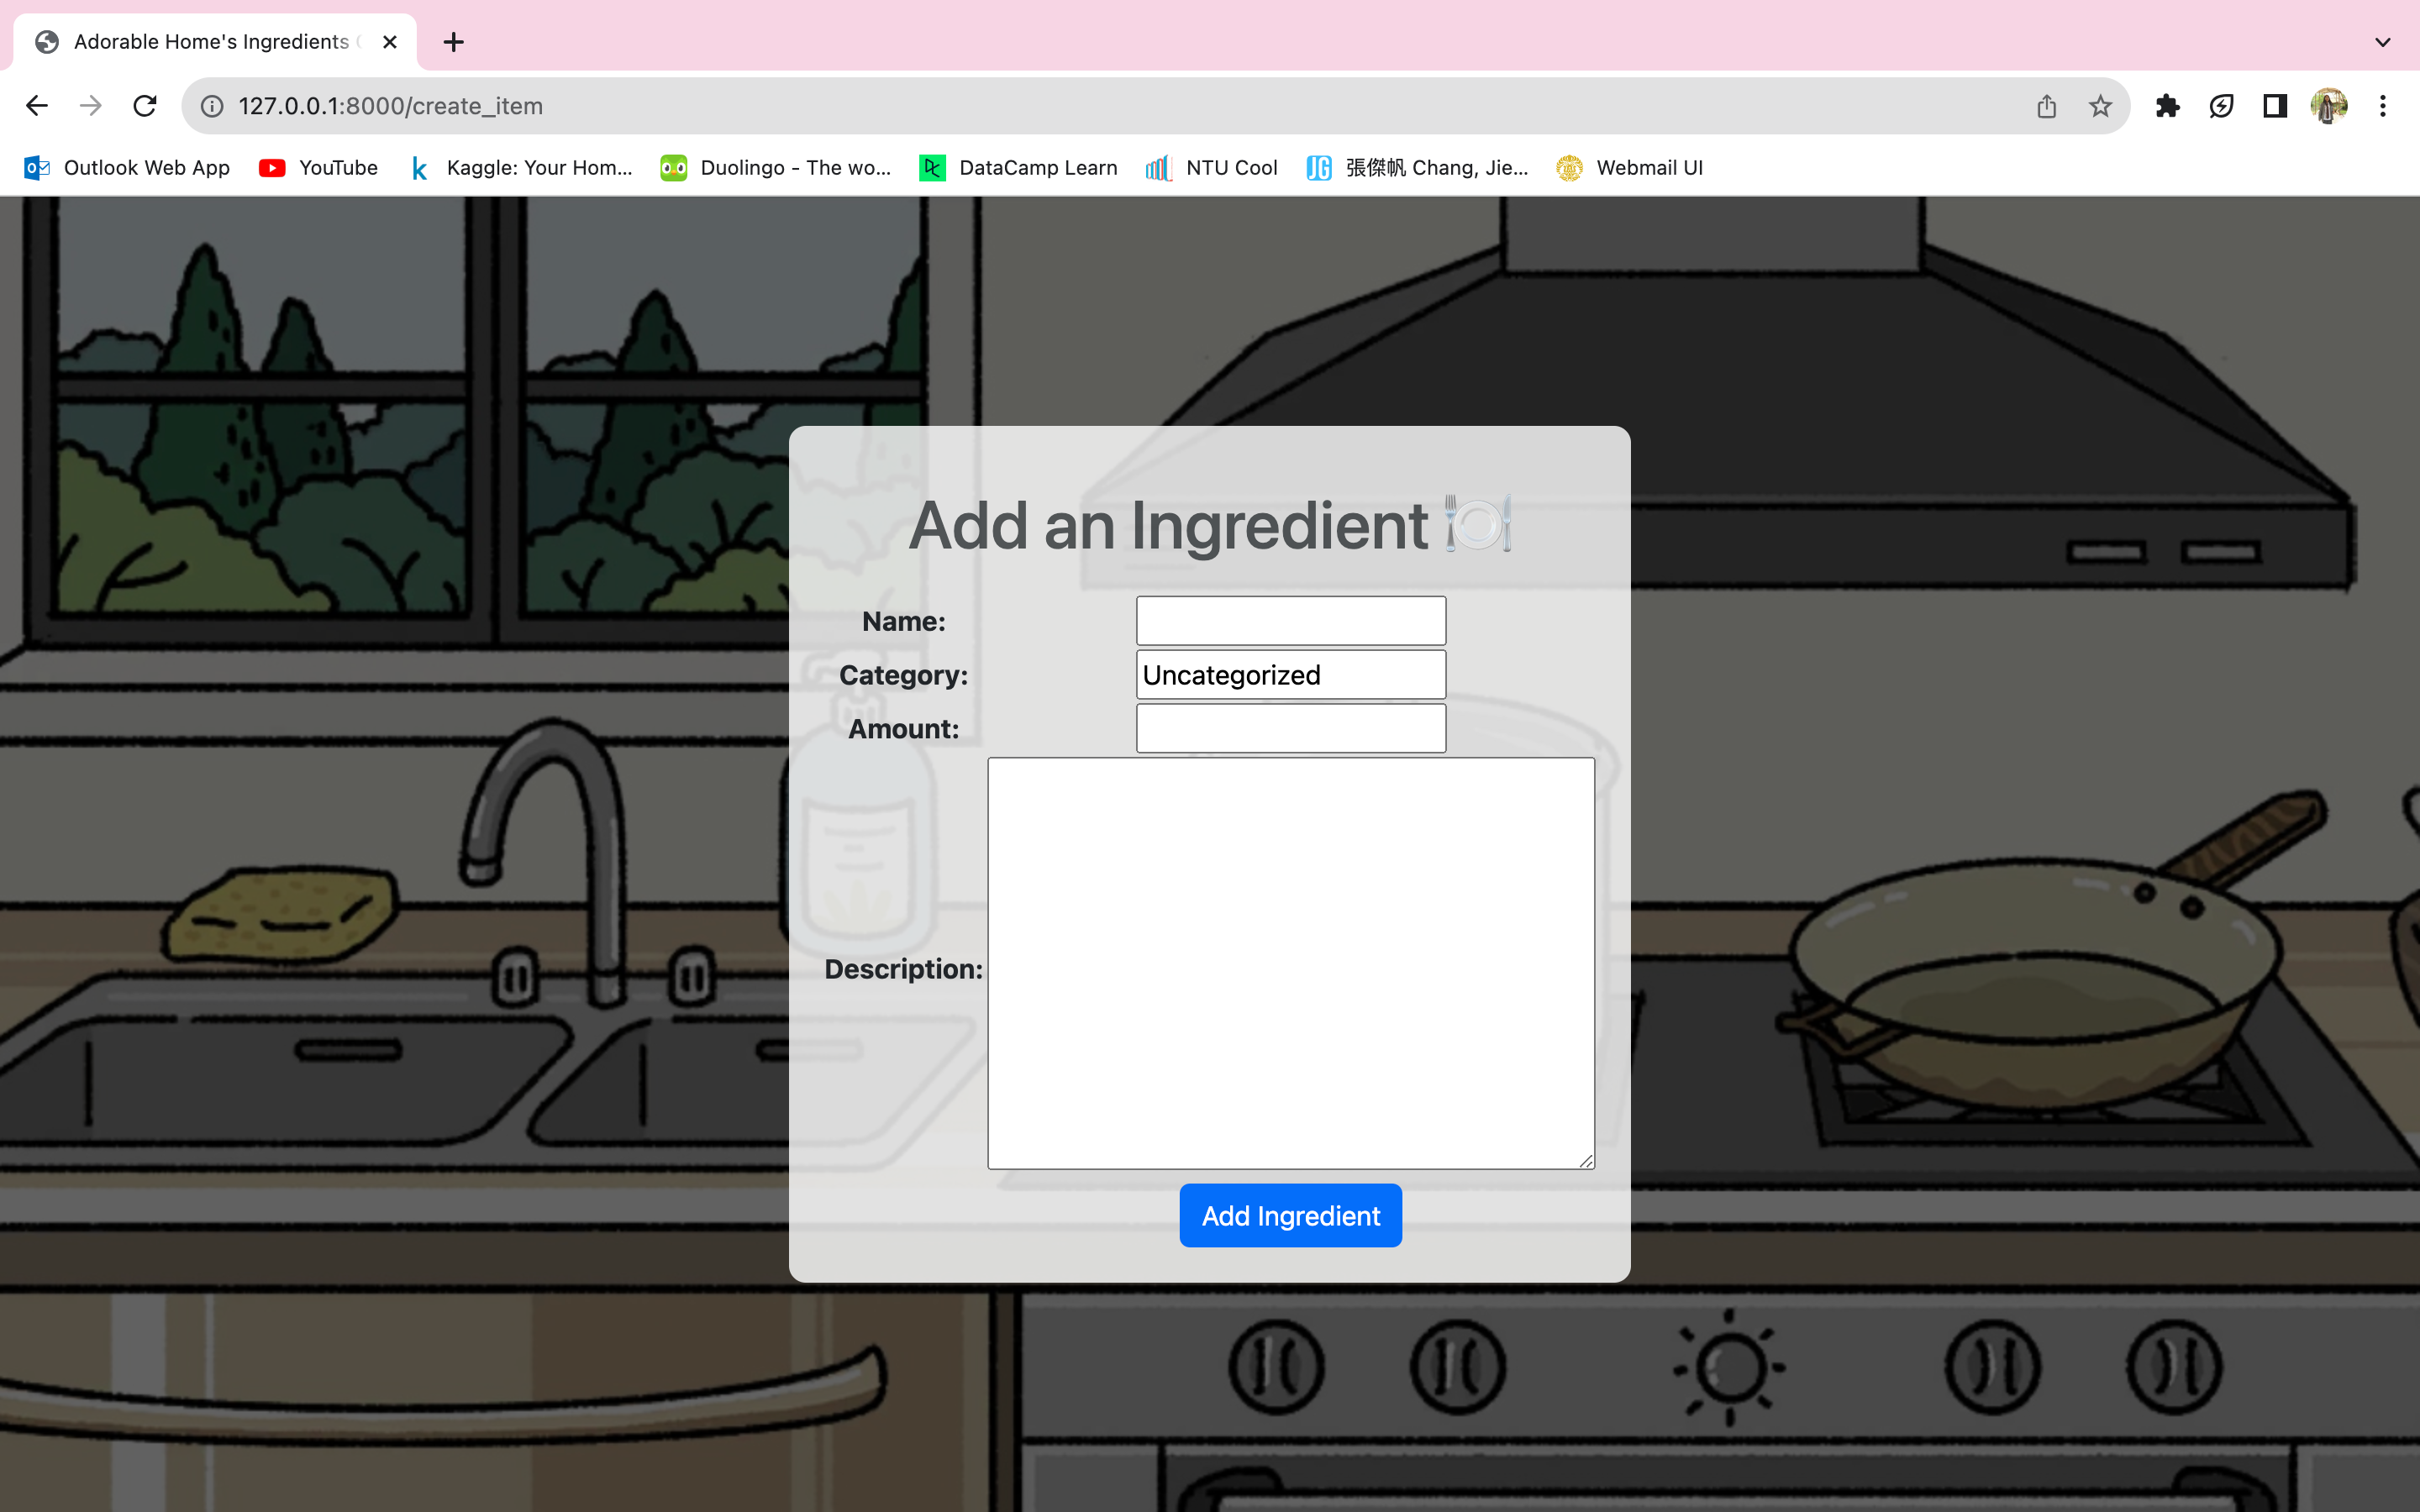 Adorable Home's Ingredients
127.0.0.1:8000/create_item
Outlook Web App YouTube Kaggle: Your Hom... Duolingo - The wo... DataCamp Learn NTU Cool 張傑帆 Chang, Jie... Webmail UI
Add an Ingredient 🍽️
Name:
Category: Uncategorized
Amount:
Description:
Add Ingredient